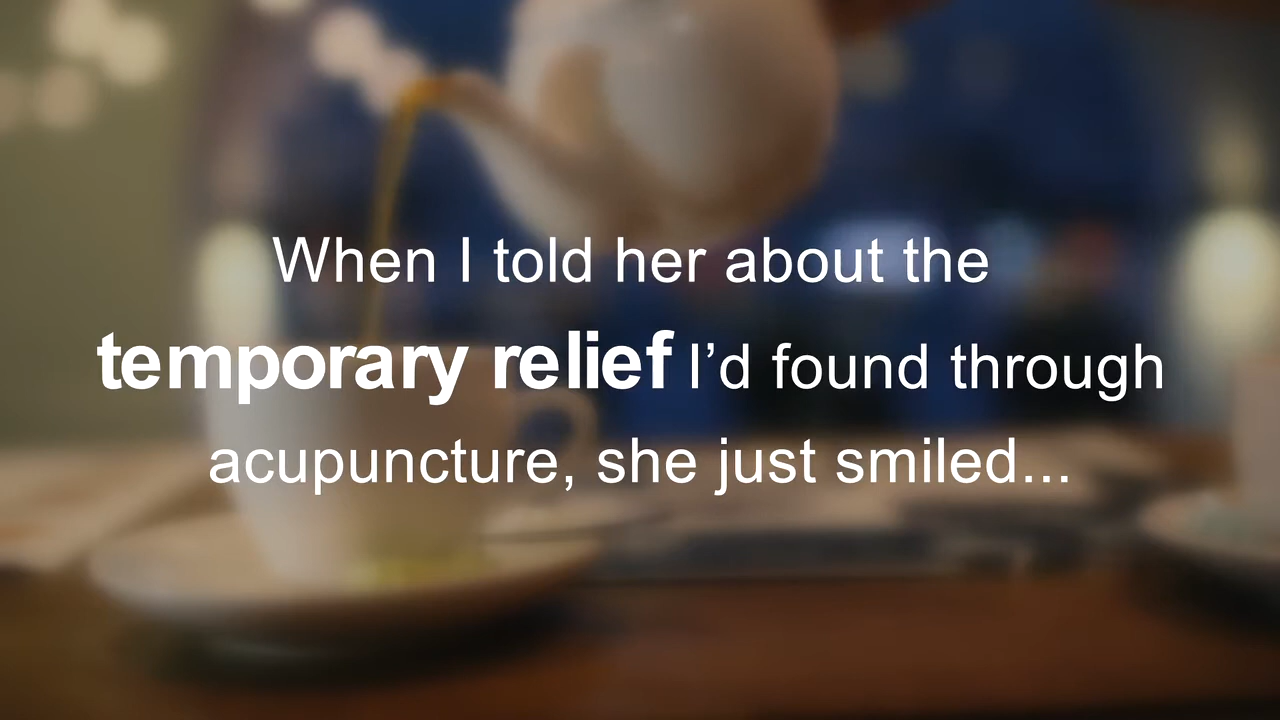 When I told her about the
temporary relief I’d found through
acupuncture, she just smiled...